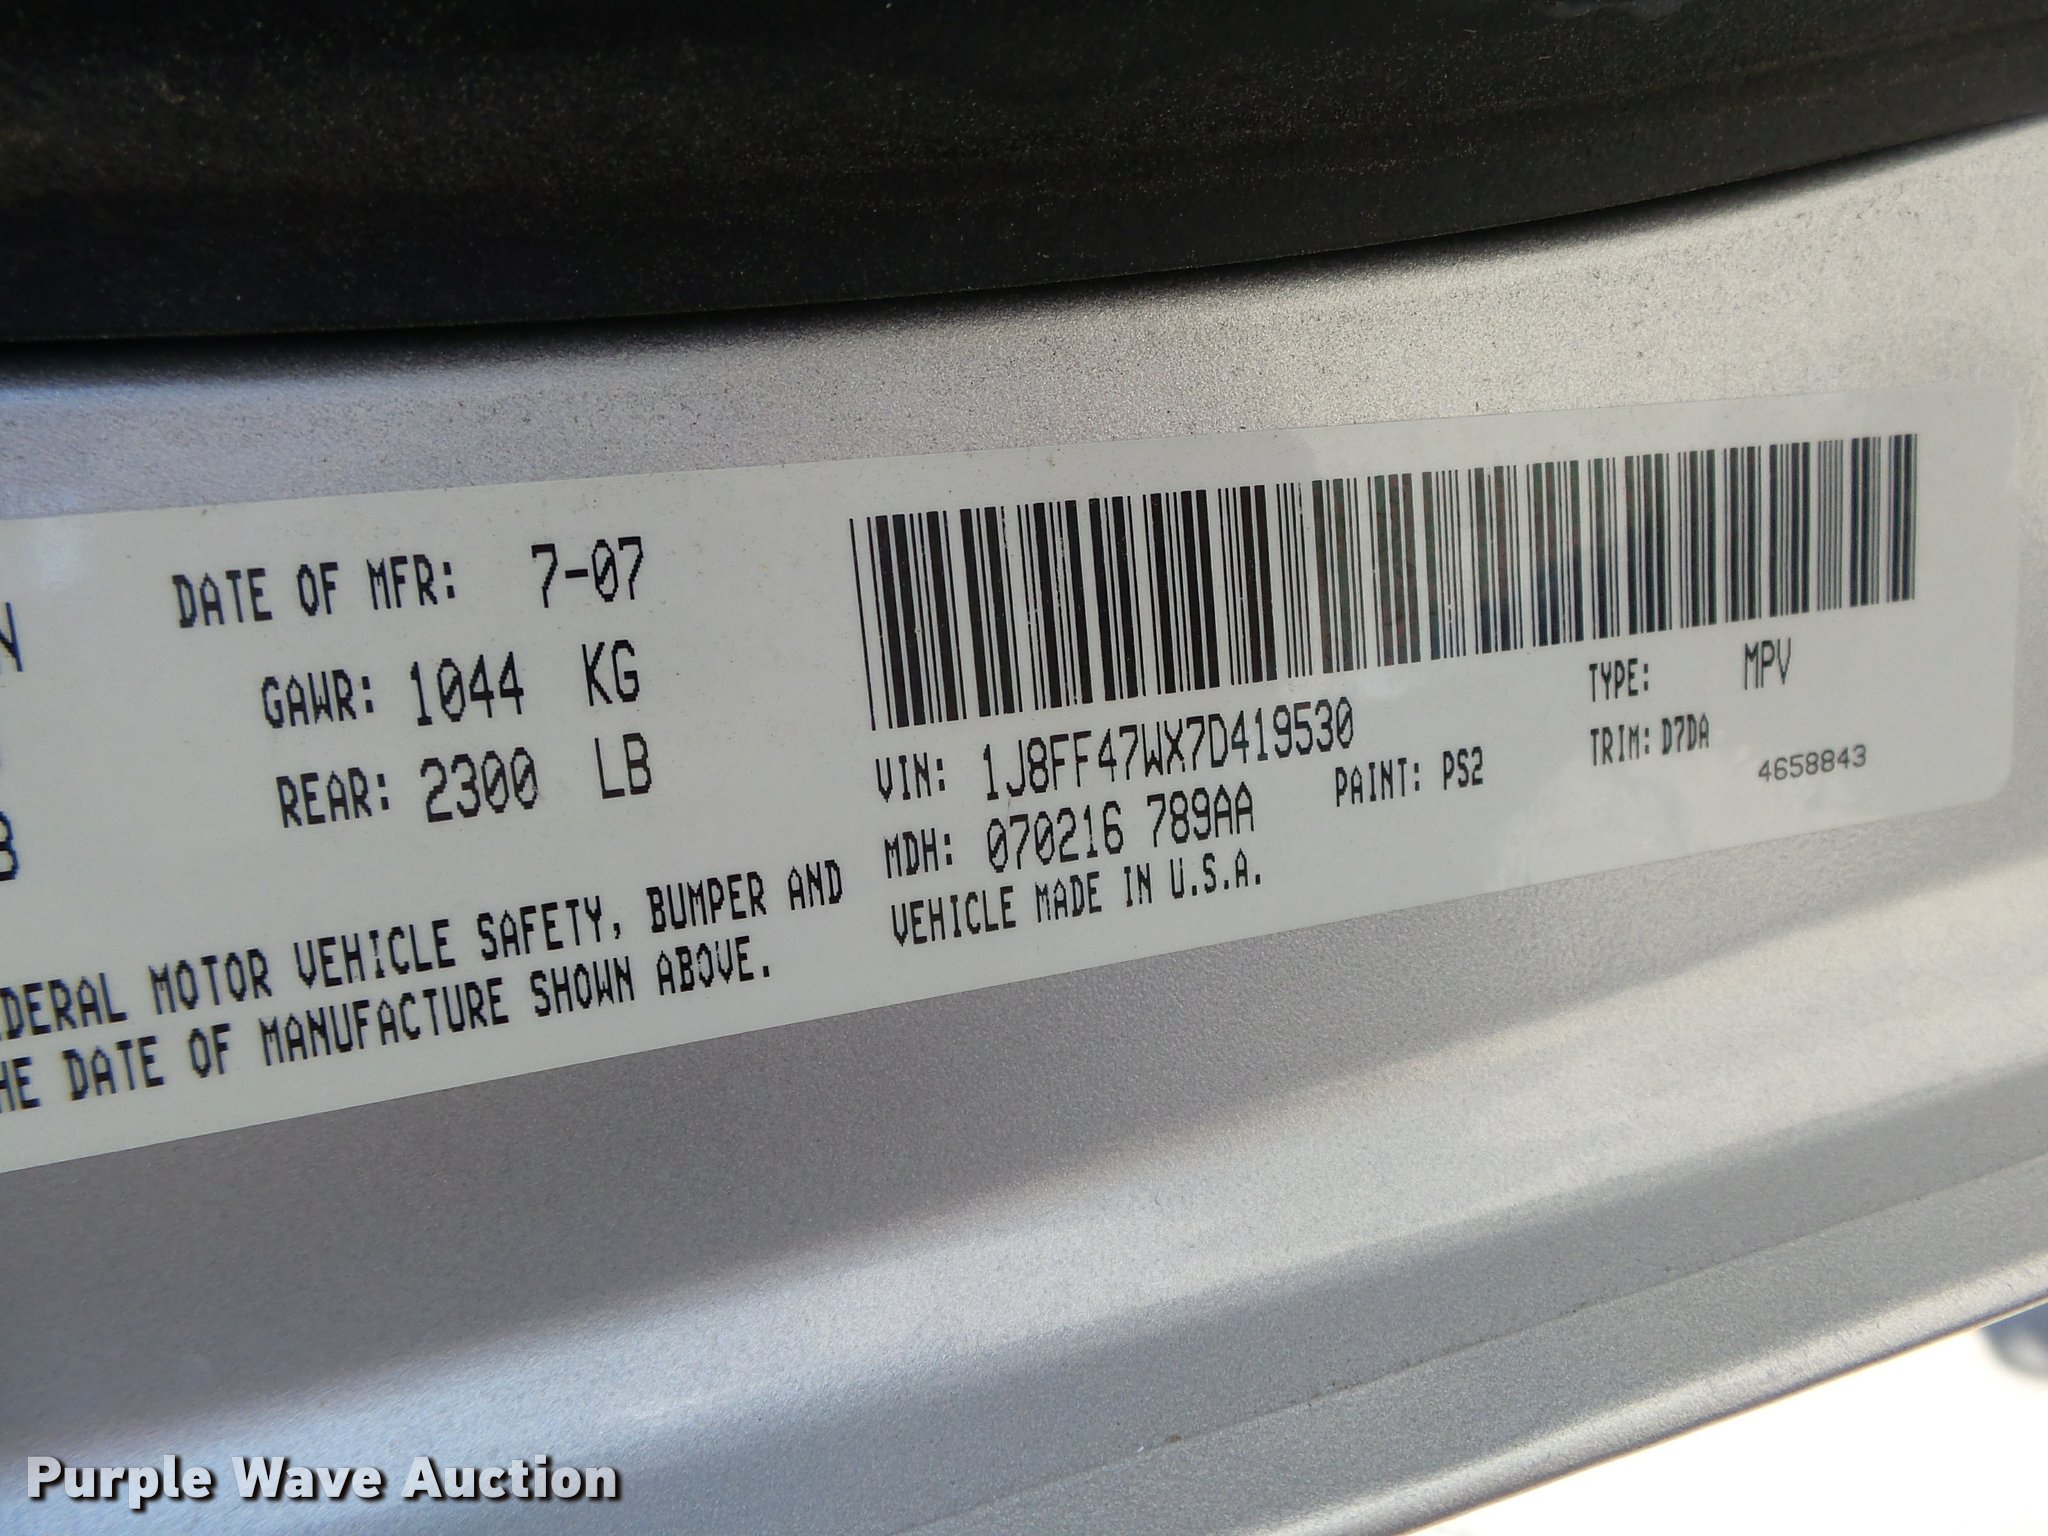 DATE OF MFR: 7-07
GAWR: 1044 KG
REAR: 2300 LB
MOTOR VEHICLE SAFETY, BUMPER AND
DATE OF MANUFACTURE SHOWN ABOVE.
VIN: 1J8FF47WX7D419530
MDH: 070216 789AA
VEHICLE MADE IN U.S.A.
PAINT: PS2
TYPE: MPV
TRIM: D7DA
4658843
Purple Wave Auction